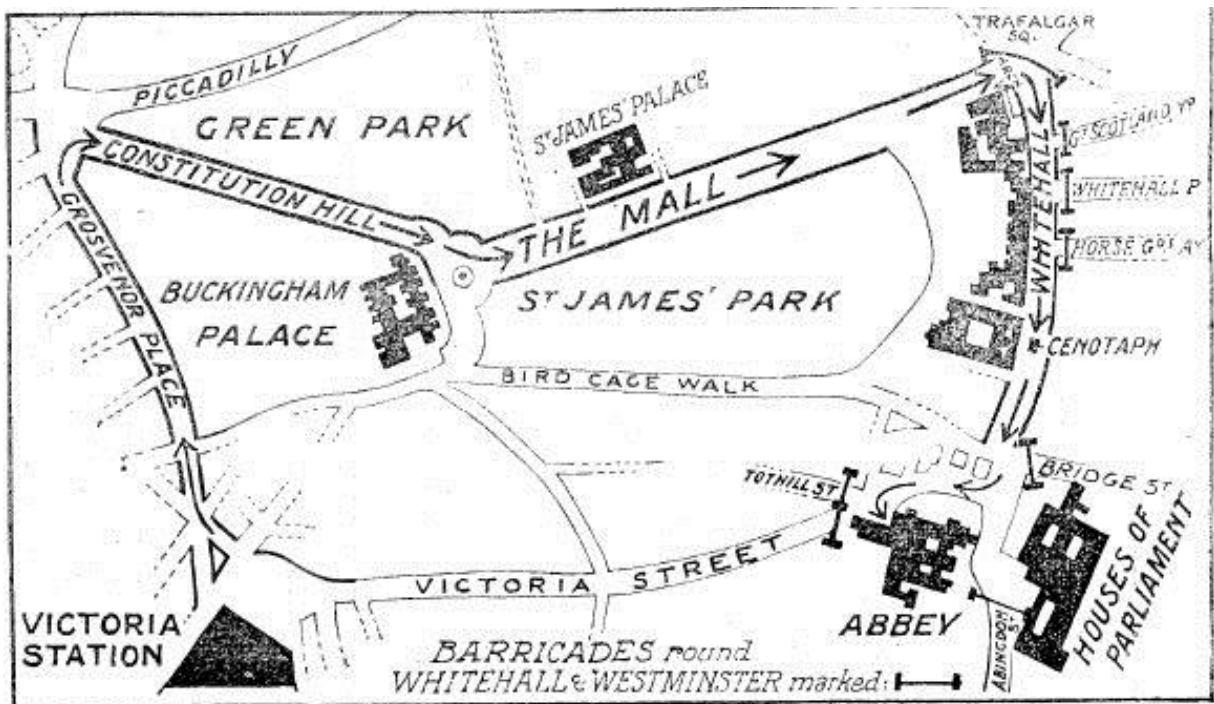 TRAFALGAR
SQ.
PICCADILLY
GREEN PARK
ST JAMES' PALACE
CONSTITUTION HILL
THE MALL
WHITEHALL
GT SCOTLAND YD
WHITEHALL P
HORSE GDS AV
GROSVENOR PLACE
BUCKINGHAM
PALACE
ST JAMES' PARK
CENOTAPH
BIRD CAGE WALK
TOTHILL ST
BRIDGE ST
VICTORIA STREET
HOUSES OF
PARLIAMENT
VICTORIA
STATION
ABBEY
ABINGDON
ST
BARRICADES round
WHITEHALL & WESTMINSTER marked: